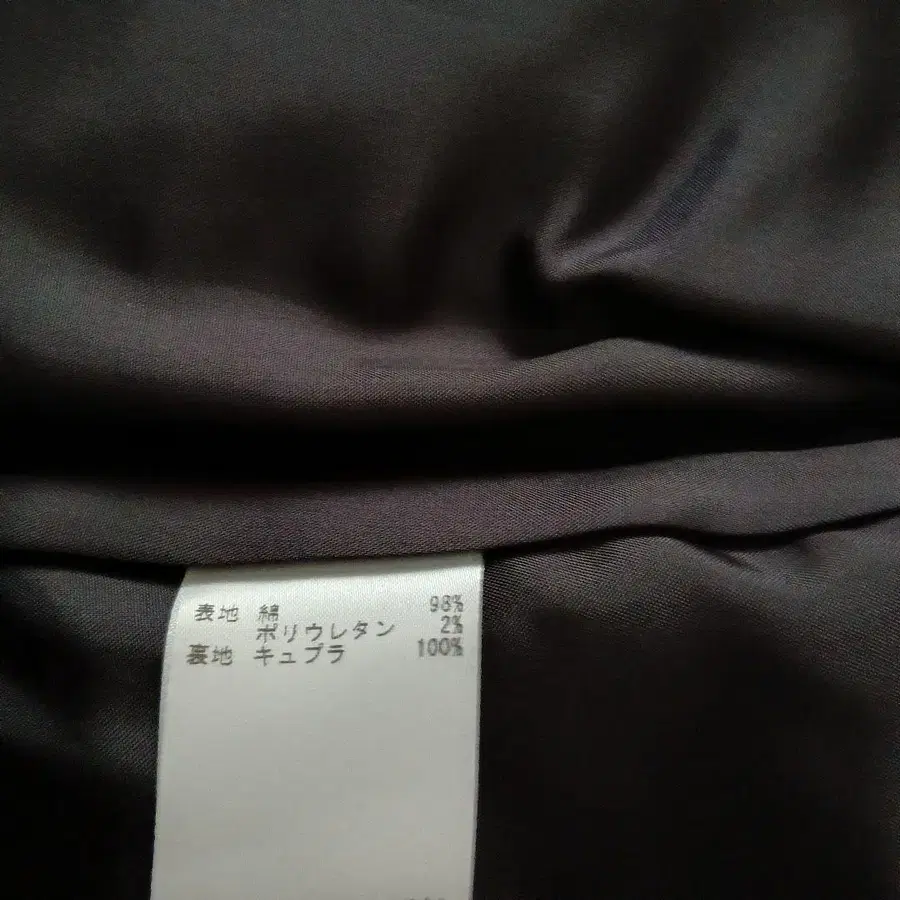 表地 綿 98%
ポリウレタン 2%
裏地 キュプラ 100%